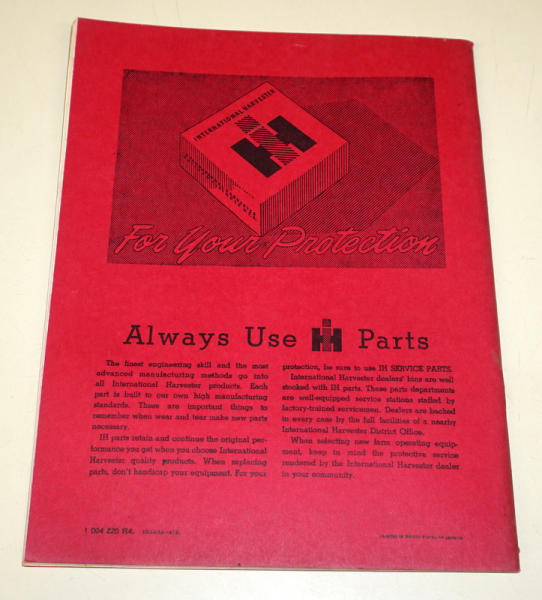 INTERNATIONAL HARVESTER
For Your Protection
Always Use IH Parts
The finest engineering skill and the most
advanced manufacturing methods go into
all International Harvester products. Each
part is built to our own high manufacturing
standards. These are important things to
remember when wear and tear make new parts
necessary.
IH parts retain and continue the original per-
formance you get when you choose International
Harvester quality products. When replacing
parts, don't handicap your equipment. For your
protection, be sure to use IH SERVICE PARTS.
International Harvester dealers' bins are well
stocked with IH parts. These parts departments
are well-equipped service stations staffed by
factory-trained servicemen. Dealers are backed
in every case by the full facilities of a nearby
International Harvester District Office.
When selecting new farm operating equip-
ment, keep in mind the protective service
rendered by the International Harvester dealer
in your community.
1 004 220 R4.
PRINTED IN UNITED STATES OF AMERICA